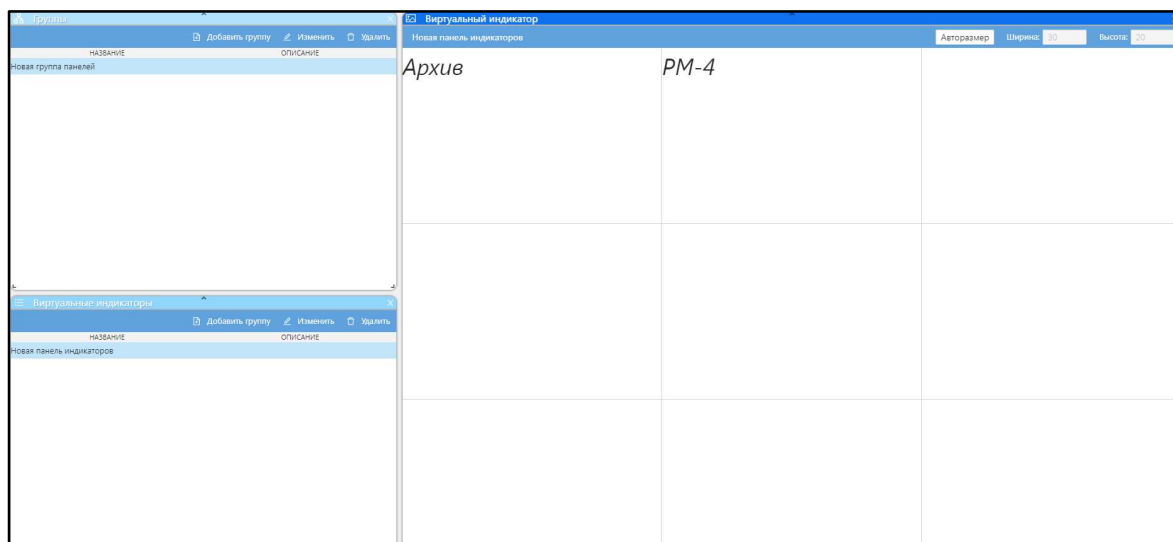 Группы
Добавить группу Изменить Удалить
НАЗВАНИЕ ОПИСАНИЕ
Новая группа панелей
Виртуальные индикаторы
Добавить группу Изменить Удалить
НАЗВАНИЕ ОПИСАНИЕ
Новая панель индикаторов
Виртуальный индикатор
Новая панель индикаторов Авторазмер Ширина: 30 Высота: 20
Архив РМ-4